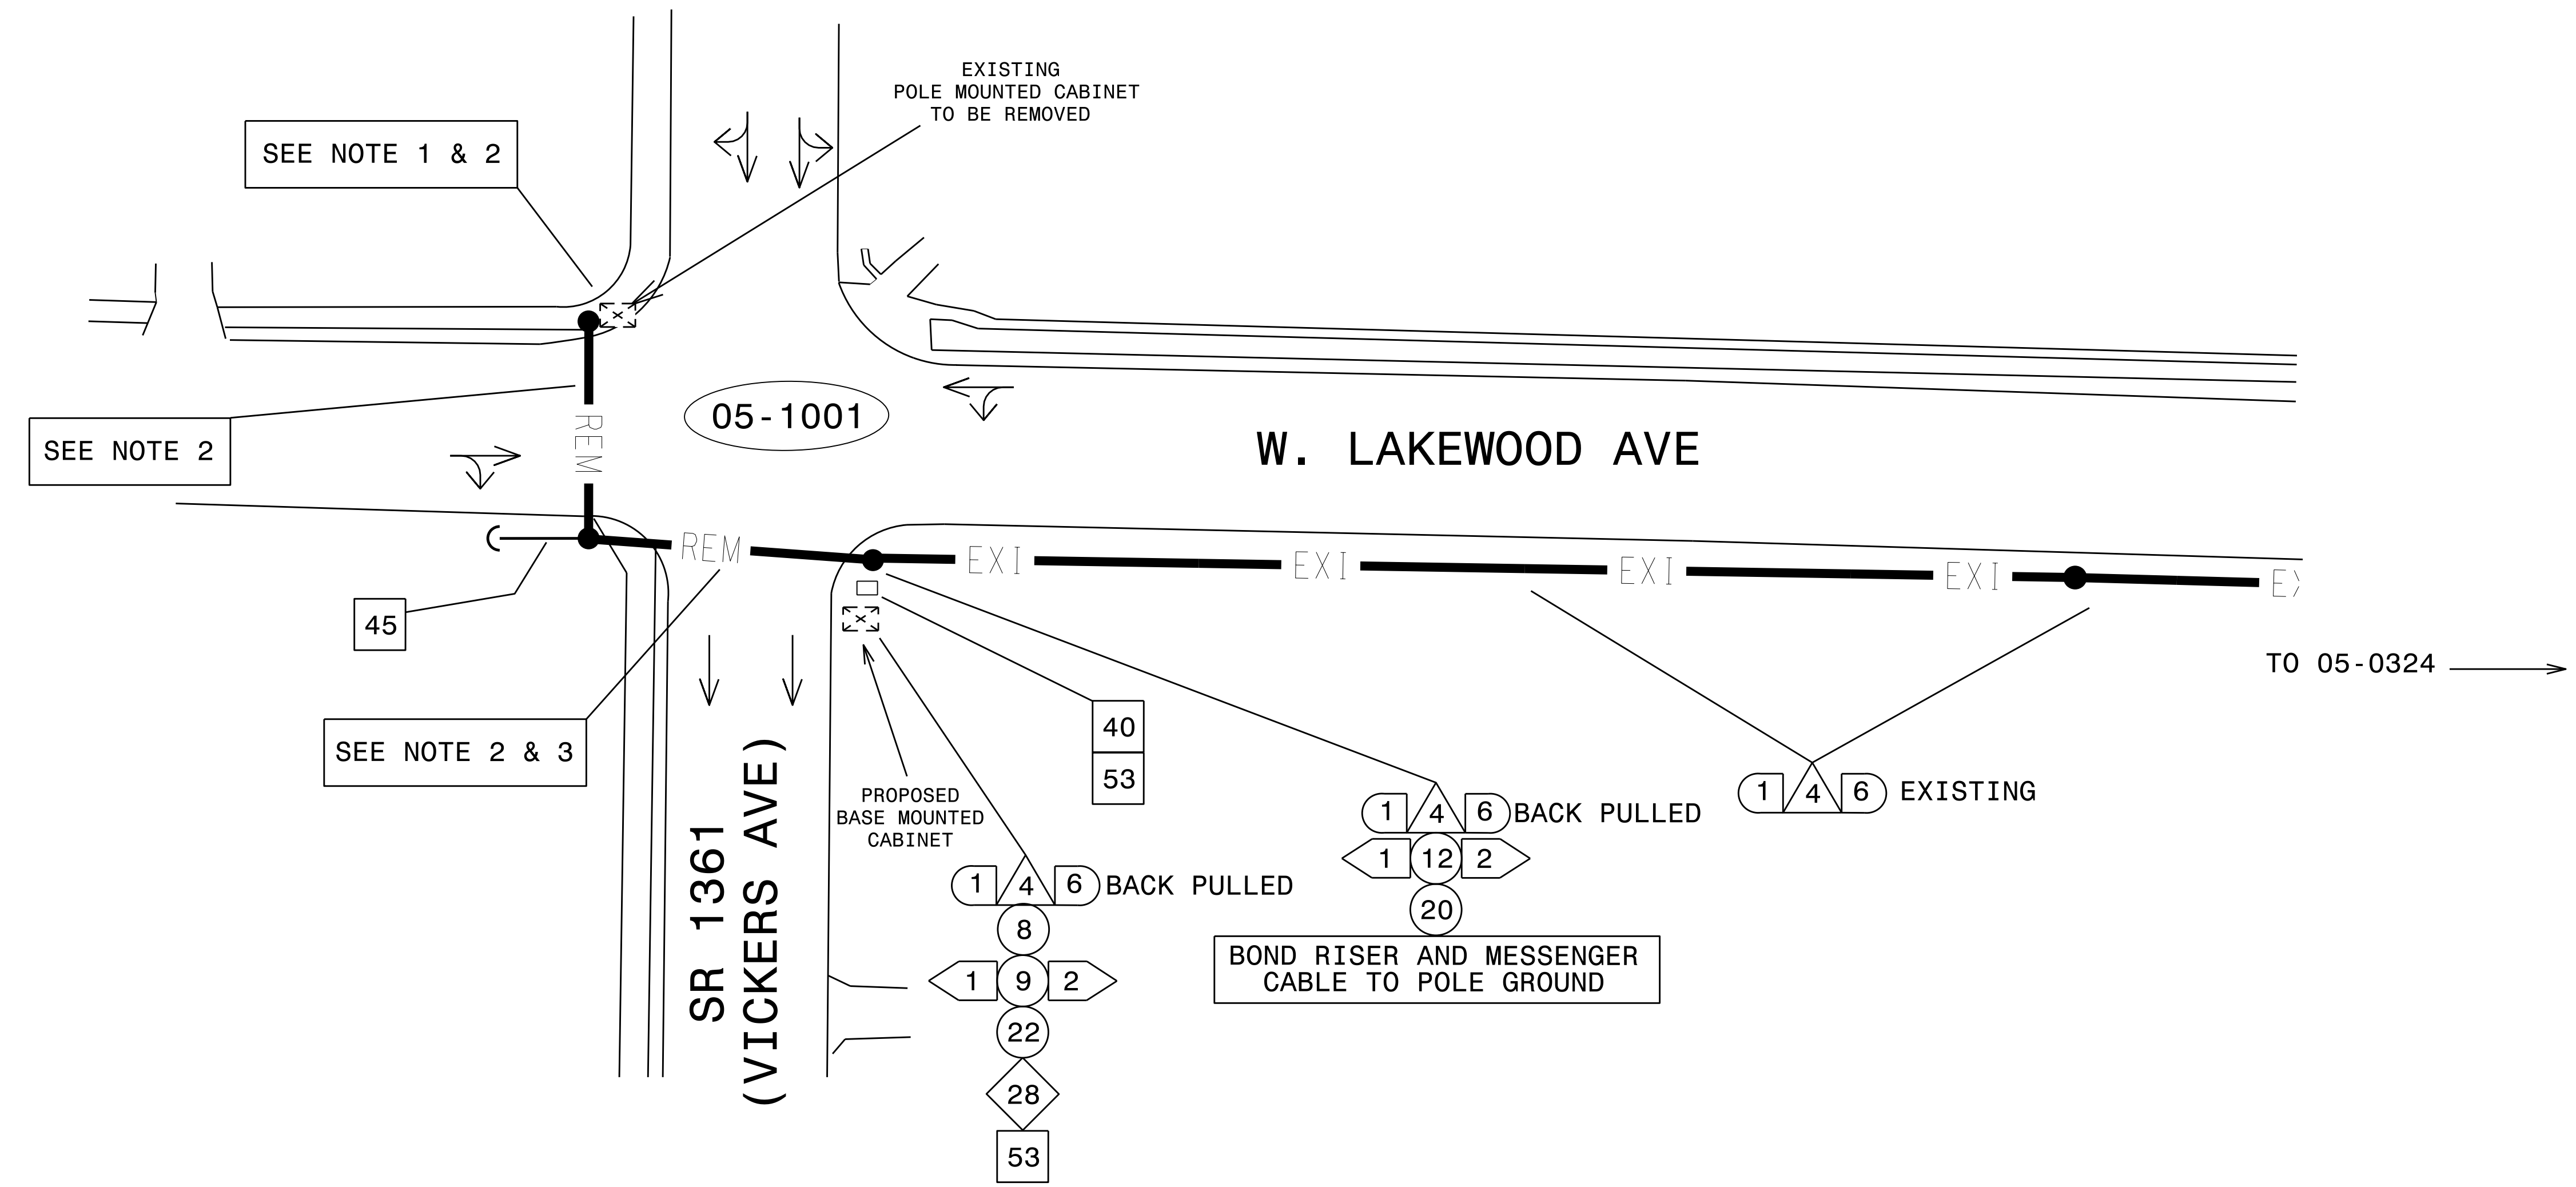 EXISTING
POLE MOUNTED CABINET
TO BE REMOVED
SEE NOTE 1 & 2
05-1001
SEE NOTE 2
REM
W. LAKEWOOD AVE
REM
EXI
EXI
EXI
EXI
EX
45
TO 05-0324
SEE NOTE 2 & 3
40
53
SR 1361
(VICKERS AVE)
PROPOSED
BASE MOUNTED
CABINET
1 4 6 EXISTING
1 4 6 BACK PULLED
1 12 2
20
BOND RISER AND MESSENGER
CABLE TO POLE GROUND
1 4 6 BACK PULLED
8
1 9 2
22
28
53